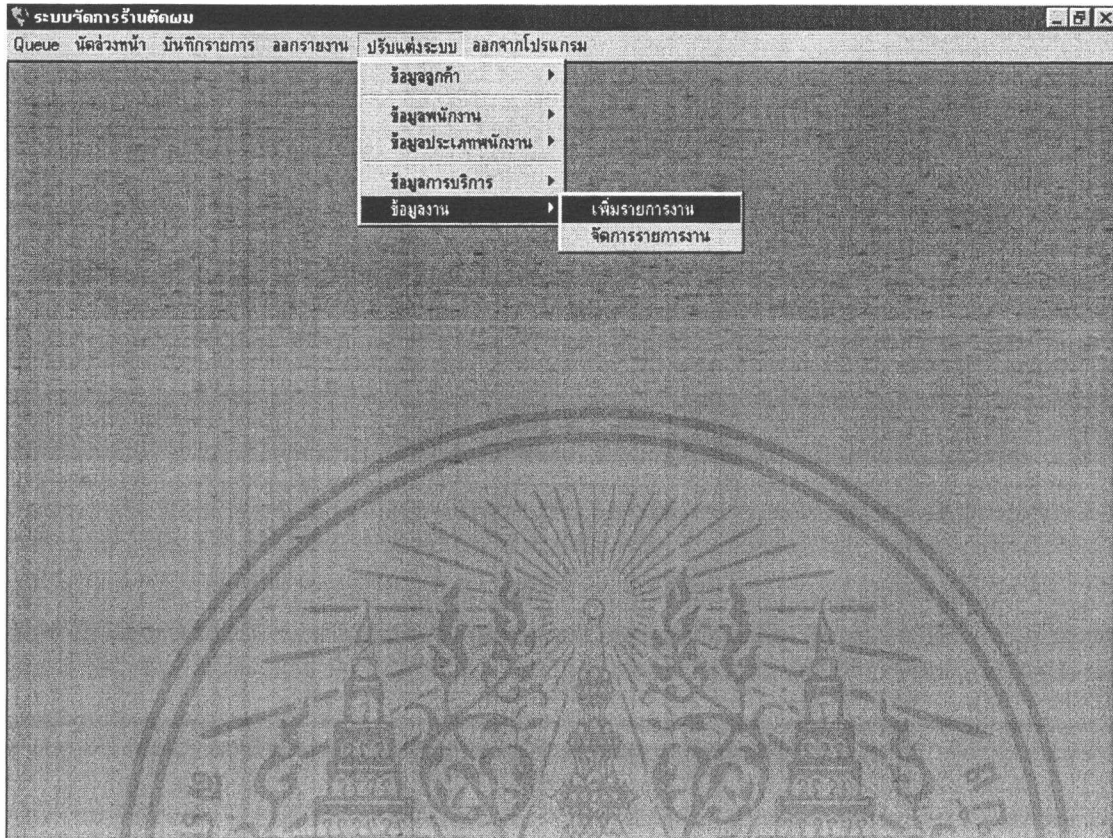 ระบบจัดการร้านตัดผม
Queue นัดล่วงหน้า บันทึกรายการ ออกรายงาน ปรับแต่งระบบ ออกจากโปรแกรม
ข้อมูลลูกค้า
ข้อมูลพนักงาน
ข้อมูลประเภทพนักงาน
ข้อมูลการบริการ
ข้อมูลงาน
เพิ่มรายการงาน
จัดการรายการงาน